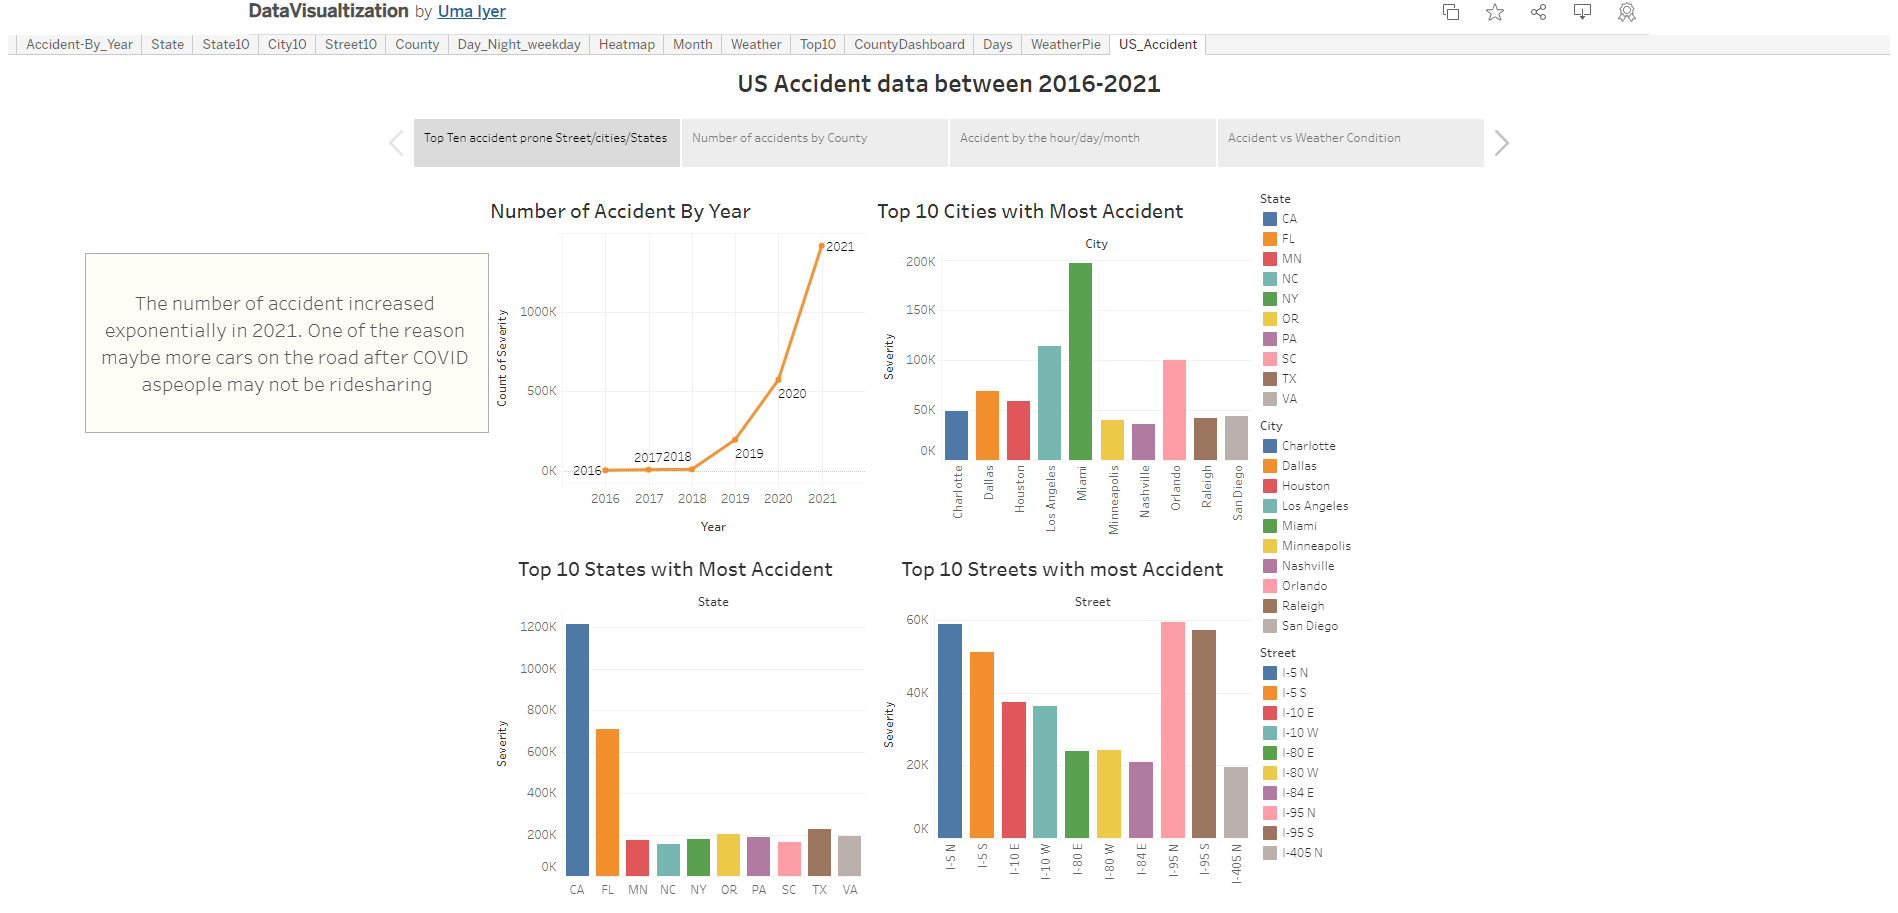 DataVisualtization by Uma Iyer
Accident-By_Year State State10 City10 Street10 County Day_Night_weekday Heatmap Month Weather Top10 CountyDashboard Days WeatherPie US_Accident
US Accident data between 2016-2021
Top Ten accident prone Street/cities/States
Number of accidents by County
Accident by the hour/day/month
Accident vs Weather Condition
The number of accident increased
exponentially in 2021. One of the reason
maybe more cars on the road after COVID
aspeople may not be ridesharing
Number of Accident By Year
Count of Severity
1000K
500K
0K
2016
2017
2018
2019
2020
2021
2016 2017 2018 2019 2020 2021
Year
Top 10 Cities with Most Accident
City
Severity
200K
150K
100K
50K
0K
Charlotte
Dallas
Houston
Los Angeles
Miami
Minneapolis
Nashville
Orlando
Raleigh
San Diego
Top 10 States with Most Accident
State
Severity
1200K
1000K
800K
600K
400K
200K
0K
CA FL MN NC NY OR PA SC TX VA
Top 10 Streets with most Accident
Street
Severity
60K
40K
20K
0K
I-5 N
I-5 S
I-10 E
I-10 W
I-80 E
I-80 W
I-84 E
I-95 N
I-95 S
I-405 N
State
CA
FL
MN
NC
NY
OR
PA
SC
TX
VA
City
Charlotte
Dallas
Houston
Los Angeles
Miami
Minneapolis
Nashville
Orlando
Raleigh
San Diego
Street
I-5 N
I-5 S
I-10 E
I-10 W
I-80 E
I-80 W
I-84 E
I-95 N
I-95 S
I-405 N